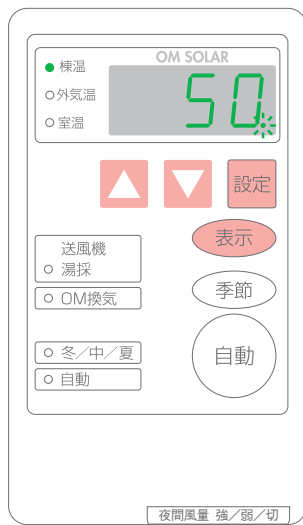 OM SOLAR
棟温
外気温
室温
50
設定
表示
送風機
湯採
季節
OM換気
冬/中/夏
自動
自動
夜間風量 強/弱/切